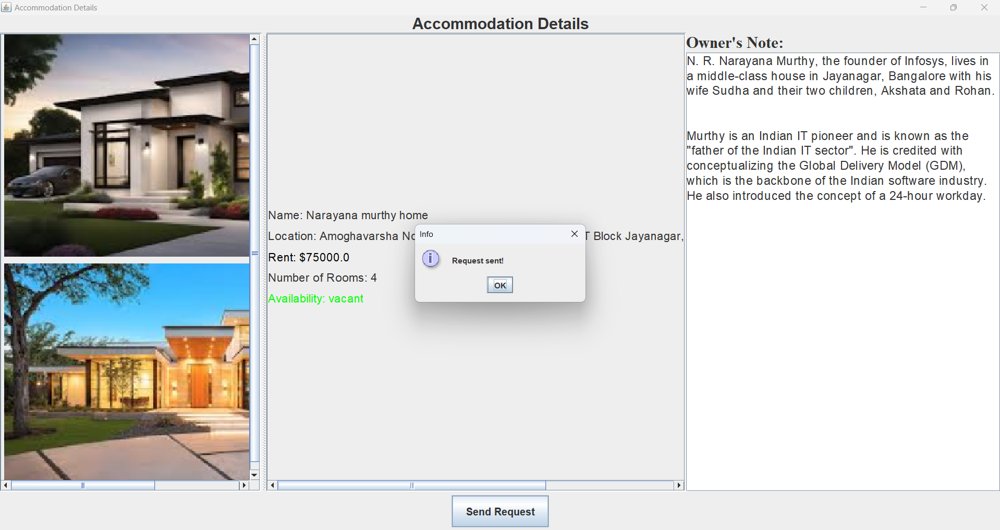 Accommodation Details
Accommodation Details
Owner's Note:
N. R. Narayana Murthy, the founder of Infosys, lives in
a middle-class house in Jayanagar, Bangalore with his
wife Sudha and their two children, Akshata and Rohan.
Murthy is an Indian IT pioneer and is known as the
"father of the Indian IT sector". He is credited with
conceptualizing the Global Delivery Model (GDM),
which is the backbone of the Indian software industry.
He also introduced the concept of a 24-hour workday.
Name: Narayana murthy home
Location: Amoghavarsha No T Block Jayanagar,
Rent: $75000.0
Number of Rooms: 4
Availability: vacant
Info
Request sent!
OK
Send Request